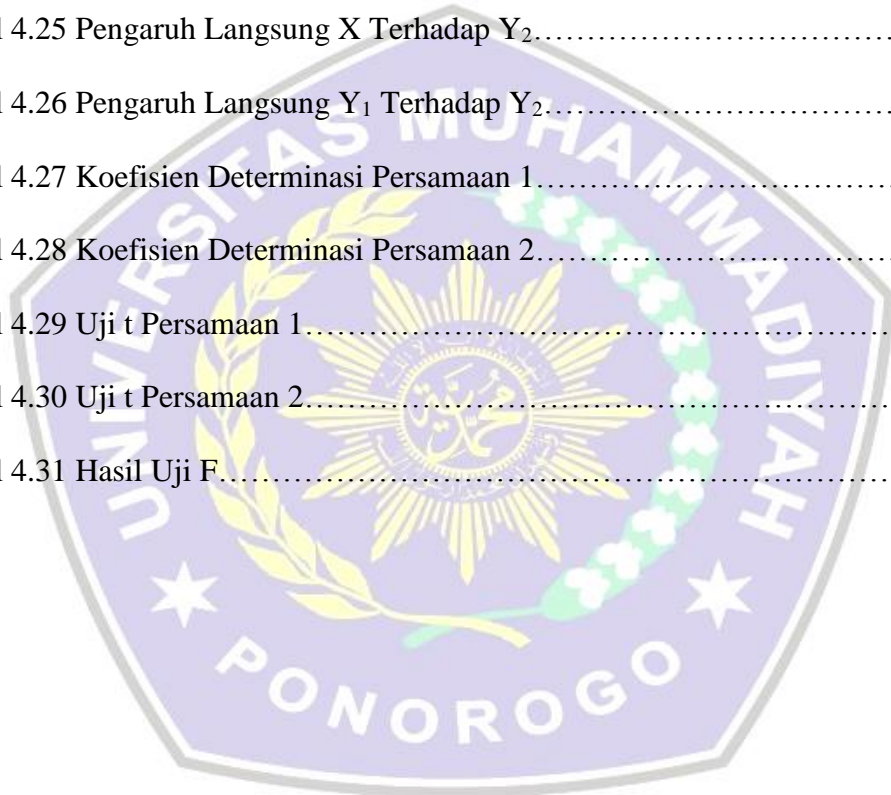 l 4.25 Pengaruh Langsung X Terhadap Y₂……………………………
l 4.26 Pengaruh Langsung Y₁ Terhadap Y₂……………………………
l 4.27 Koefisien Determinasi Persamaan 1……………………………
l 4.28 Koefisien Determinasi Persamaan 2……………………………
l 4.29 Uji t Persamaan 1……………………………………………………
l 4.30 Uji t Persamaan 2……………………………………………………
l 4.31 Hasil Uji F……………………………………………………………
UNIVERSITAS MUHAMMADIYAH
PONOROGO